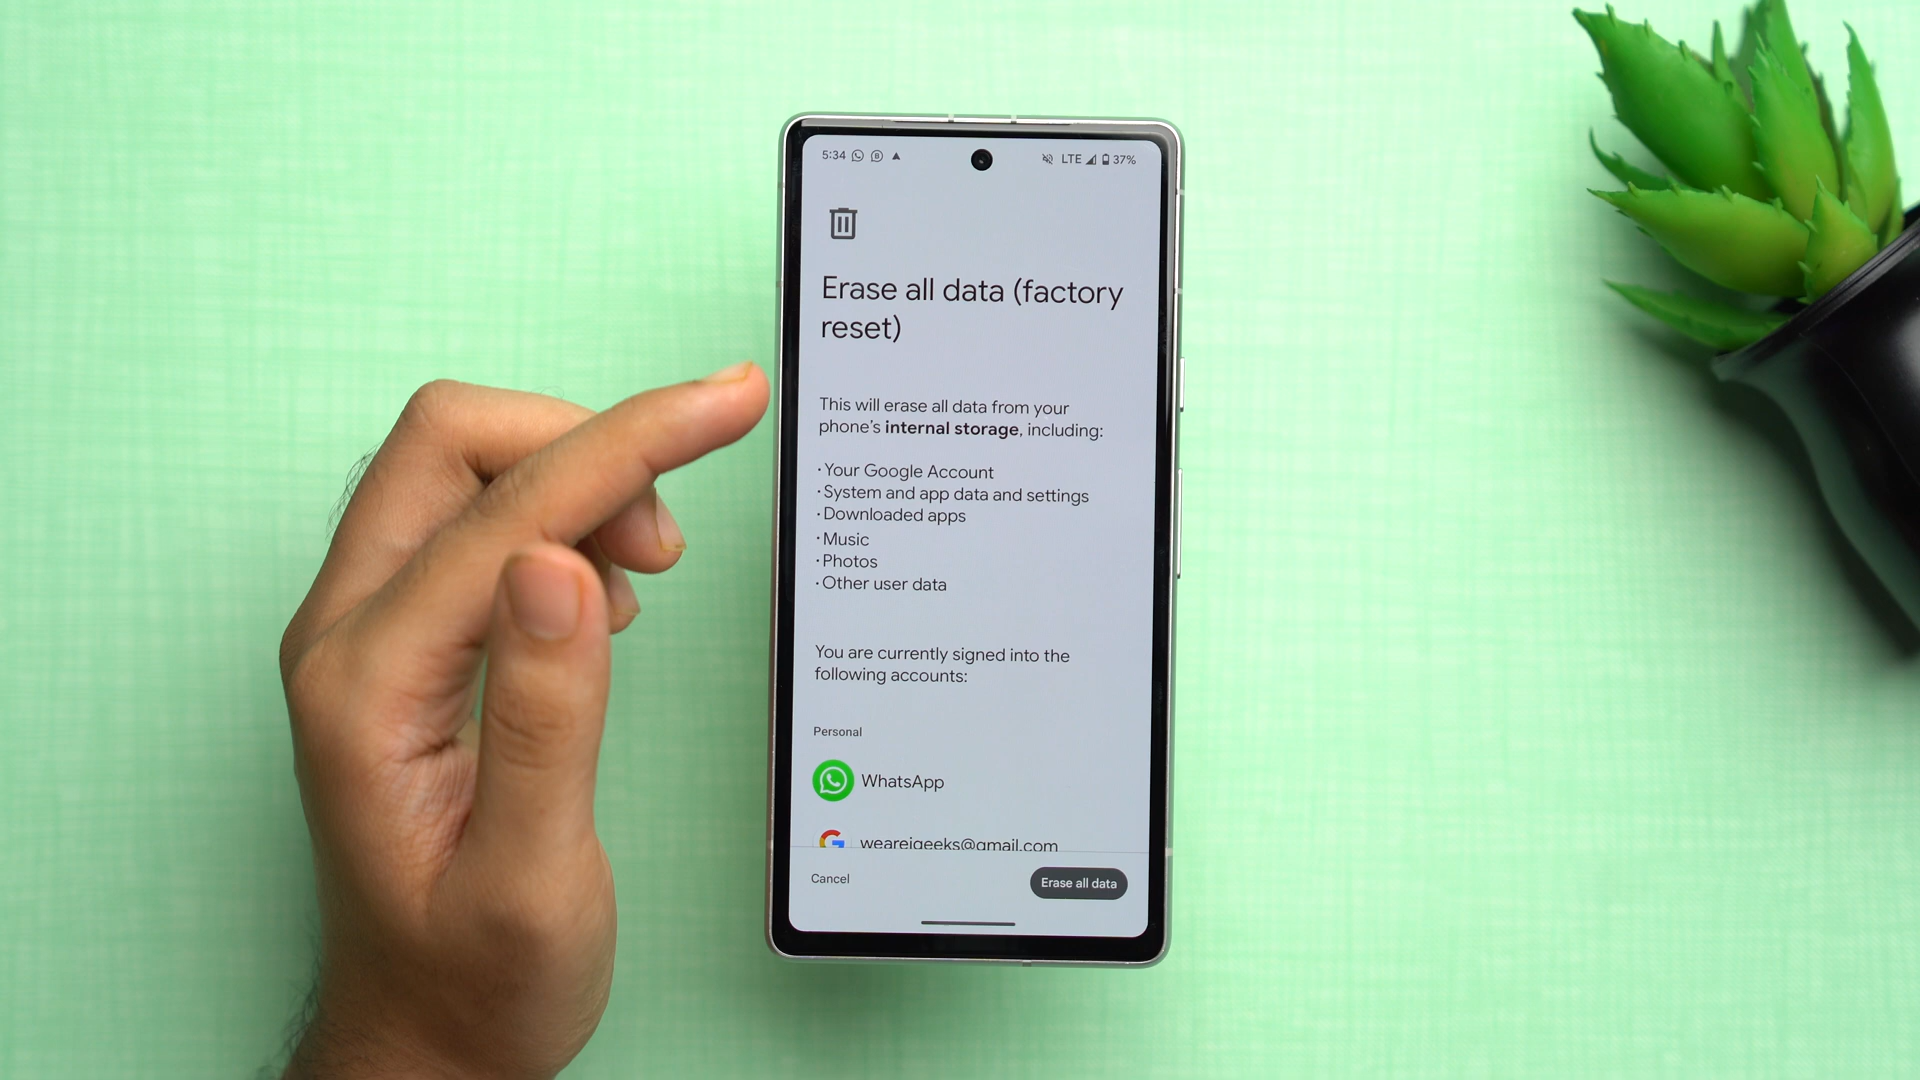 5:34 LTE 37%
Erase all data (factory
reset)
This will erase all data from your
phone's internal storage, including:
· Your Google Account
· System and app data and settings
· Downloaded apps
· Music
· Photos
· Other user data
You are currently signed into the
following accounts:
Personal
WhatsApp
weareigeeks@gmail.com
Cancel
Erase all data